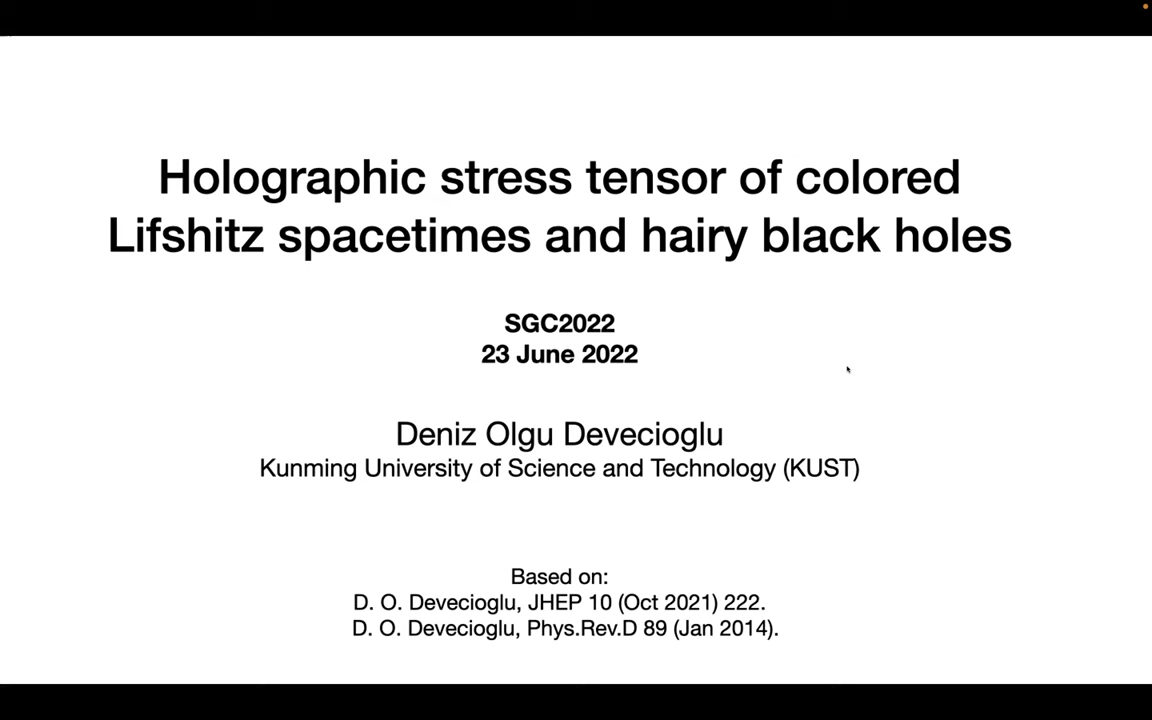 Holographic stress tensor of colored
Lifshitz spacetimes and hairy black holes
SGC2022
23 June 2022
Deniz Olgu Devecioglu
Kunming University of Science and Technology (KUST)
Based on:
D. O. Devecioglu, JHEP 10 (Oct 2021) 222.
D. O. Devecioglu, Phys.Rev.D 89 (Jan 2014).